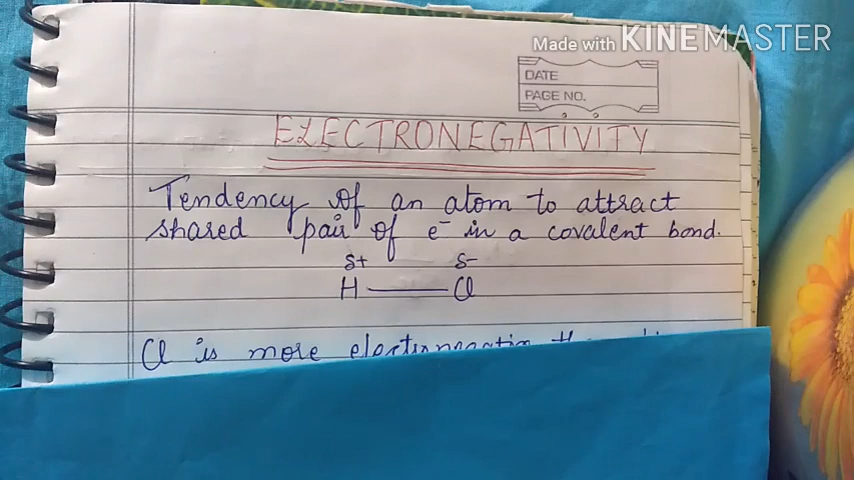 Made with KINEMASTER
DATE
PAGE NO.
ELECTRONEGATIVITY
Tendency of an atom to attract
shared pair of e⁻ in a covalent bond.
δ+ δ-
H — Cl
Cl is more electronegative